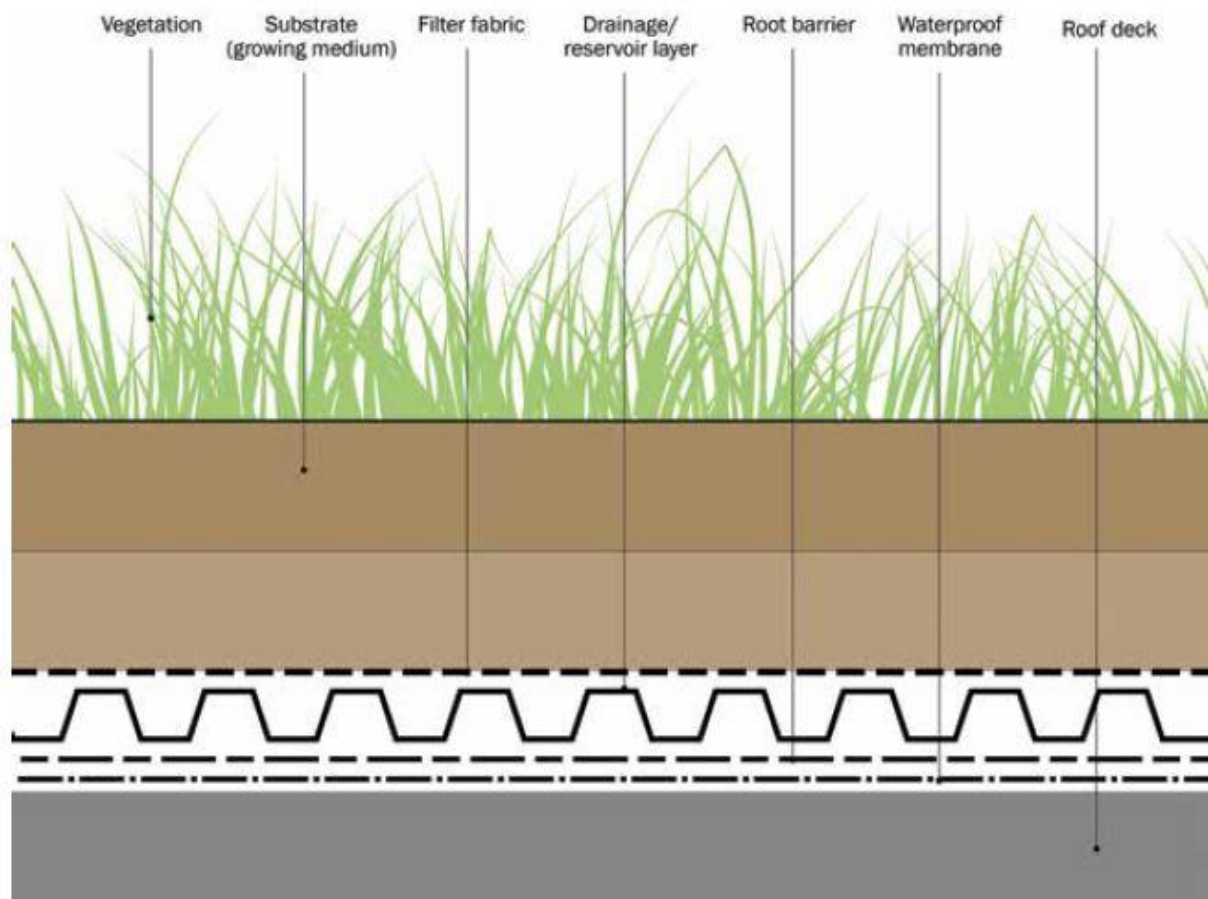 Vegetation
Substrate
(growing medium)
Filter fabric
Drainage/
reservoir layer
Root barrier
Waterproof
membrane
Roof deck